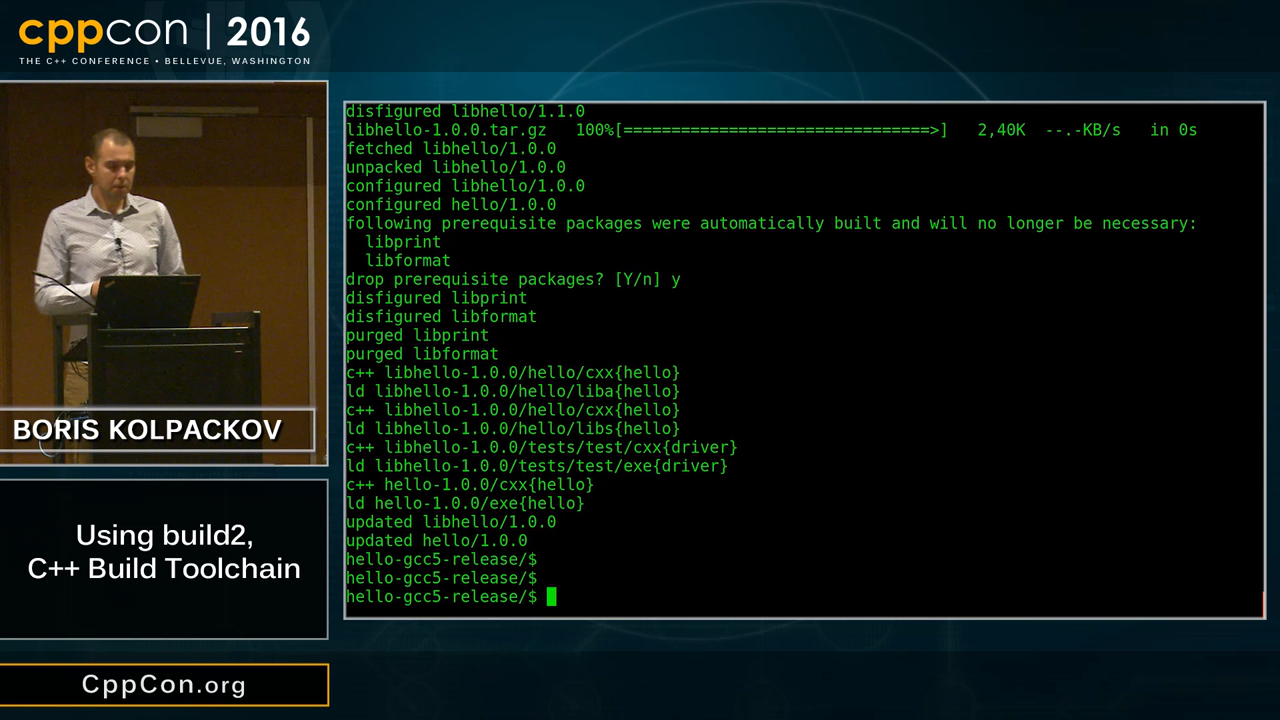 cppcon | 2016
THE C++ CONFERENCE • BELLEVUE, WASHINGTON
disfigured libhello/1.1.0
libhello-1.0.0.tar.gz   100%[================================>]   2,40K  --.-KB/s   in 0s
fetched libhello/1.0.0
unpacked libhello/1.0.0
configured libhello/1.0.0
configured hello/1.0.0
following prerequisite packages were automatically built and will no longer be necessary:
  libprint
  libformat
drop prerequisite packages? [Y/n] y
disfigured libprint
disfigured libformat
purged libprint
purged libformat
c++ libhello-1.0.0/hello/cxx{hello}
ld libhello-1.0.0/hello/liba{hello}
c++ libhello-1.0.0/hello/cxx{hello}
ld libhello-1.0.0/hello/libs{hello}
c++ libhello-1.0.0/tests/test/cxx{driver}
ld libhello-1.0.0/tests/test/exe{driver}
c++ hello-1.0.0/cxx{hello}
ld hello-1.0.0/exe{hello}
updated libhello/1.0.0
updated hello/1.0.0
hello-gcc5-release/$
hello-gcc5-release/$
hello-gcc5-release/$
BORIS KOLPACKOV
Using build2,
C++ Build Toolchain
CppCon.org